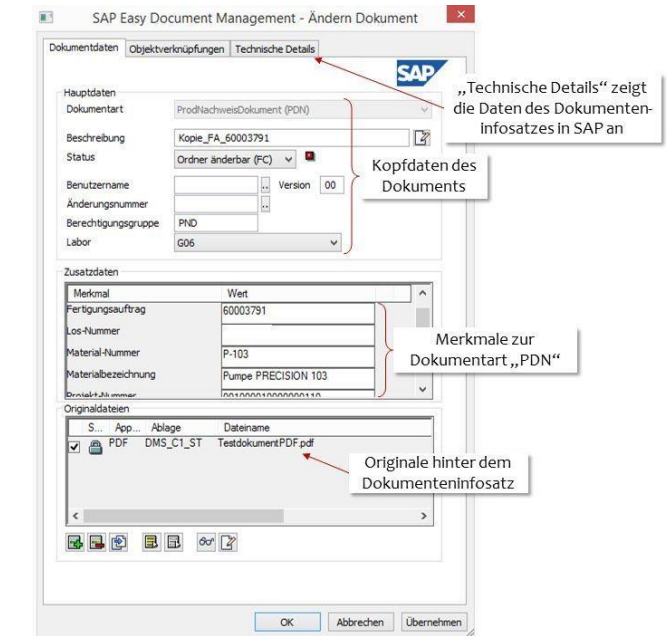 SAP Easy Document Management - Ändern Dokument
Dokumentdaten Objektverknüpfungen Technische Details
SAP
„Technische Details“ zeigt
die Daten des Dokumenten-
infosatzes in SAP an
Hauptdaten
Dokumentart ProdNachweisDokument (PDN)
Beschreibung Kopie_FA_60003791
Status Ordner änderbar (FC)
Kopfdaten des
Dokuments
Benutzername .. Version 00
Änderungsnummer ..
Berechtigungsgruppe PND
Labor G06
Zusatzdaten
Merkmal Wert
Fertigungsauftrag 60003791
Los-Nummer
Material-Nummer P-103
Materialbezeichnung Pumpe PRECISION 103
Projekt-Nummer
Merkmale zur
Dokumentart „PDN“
Originaldateien
S... App... Ablage Dateiname
PDF DMS_C1_ST TestdokumentPDF.pdf
Originale hinter dem
Dokumenteninfosatz
OK Abbrechen Übernehmen